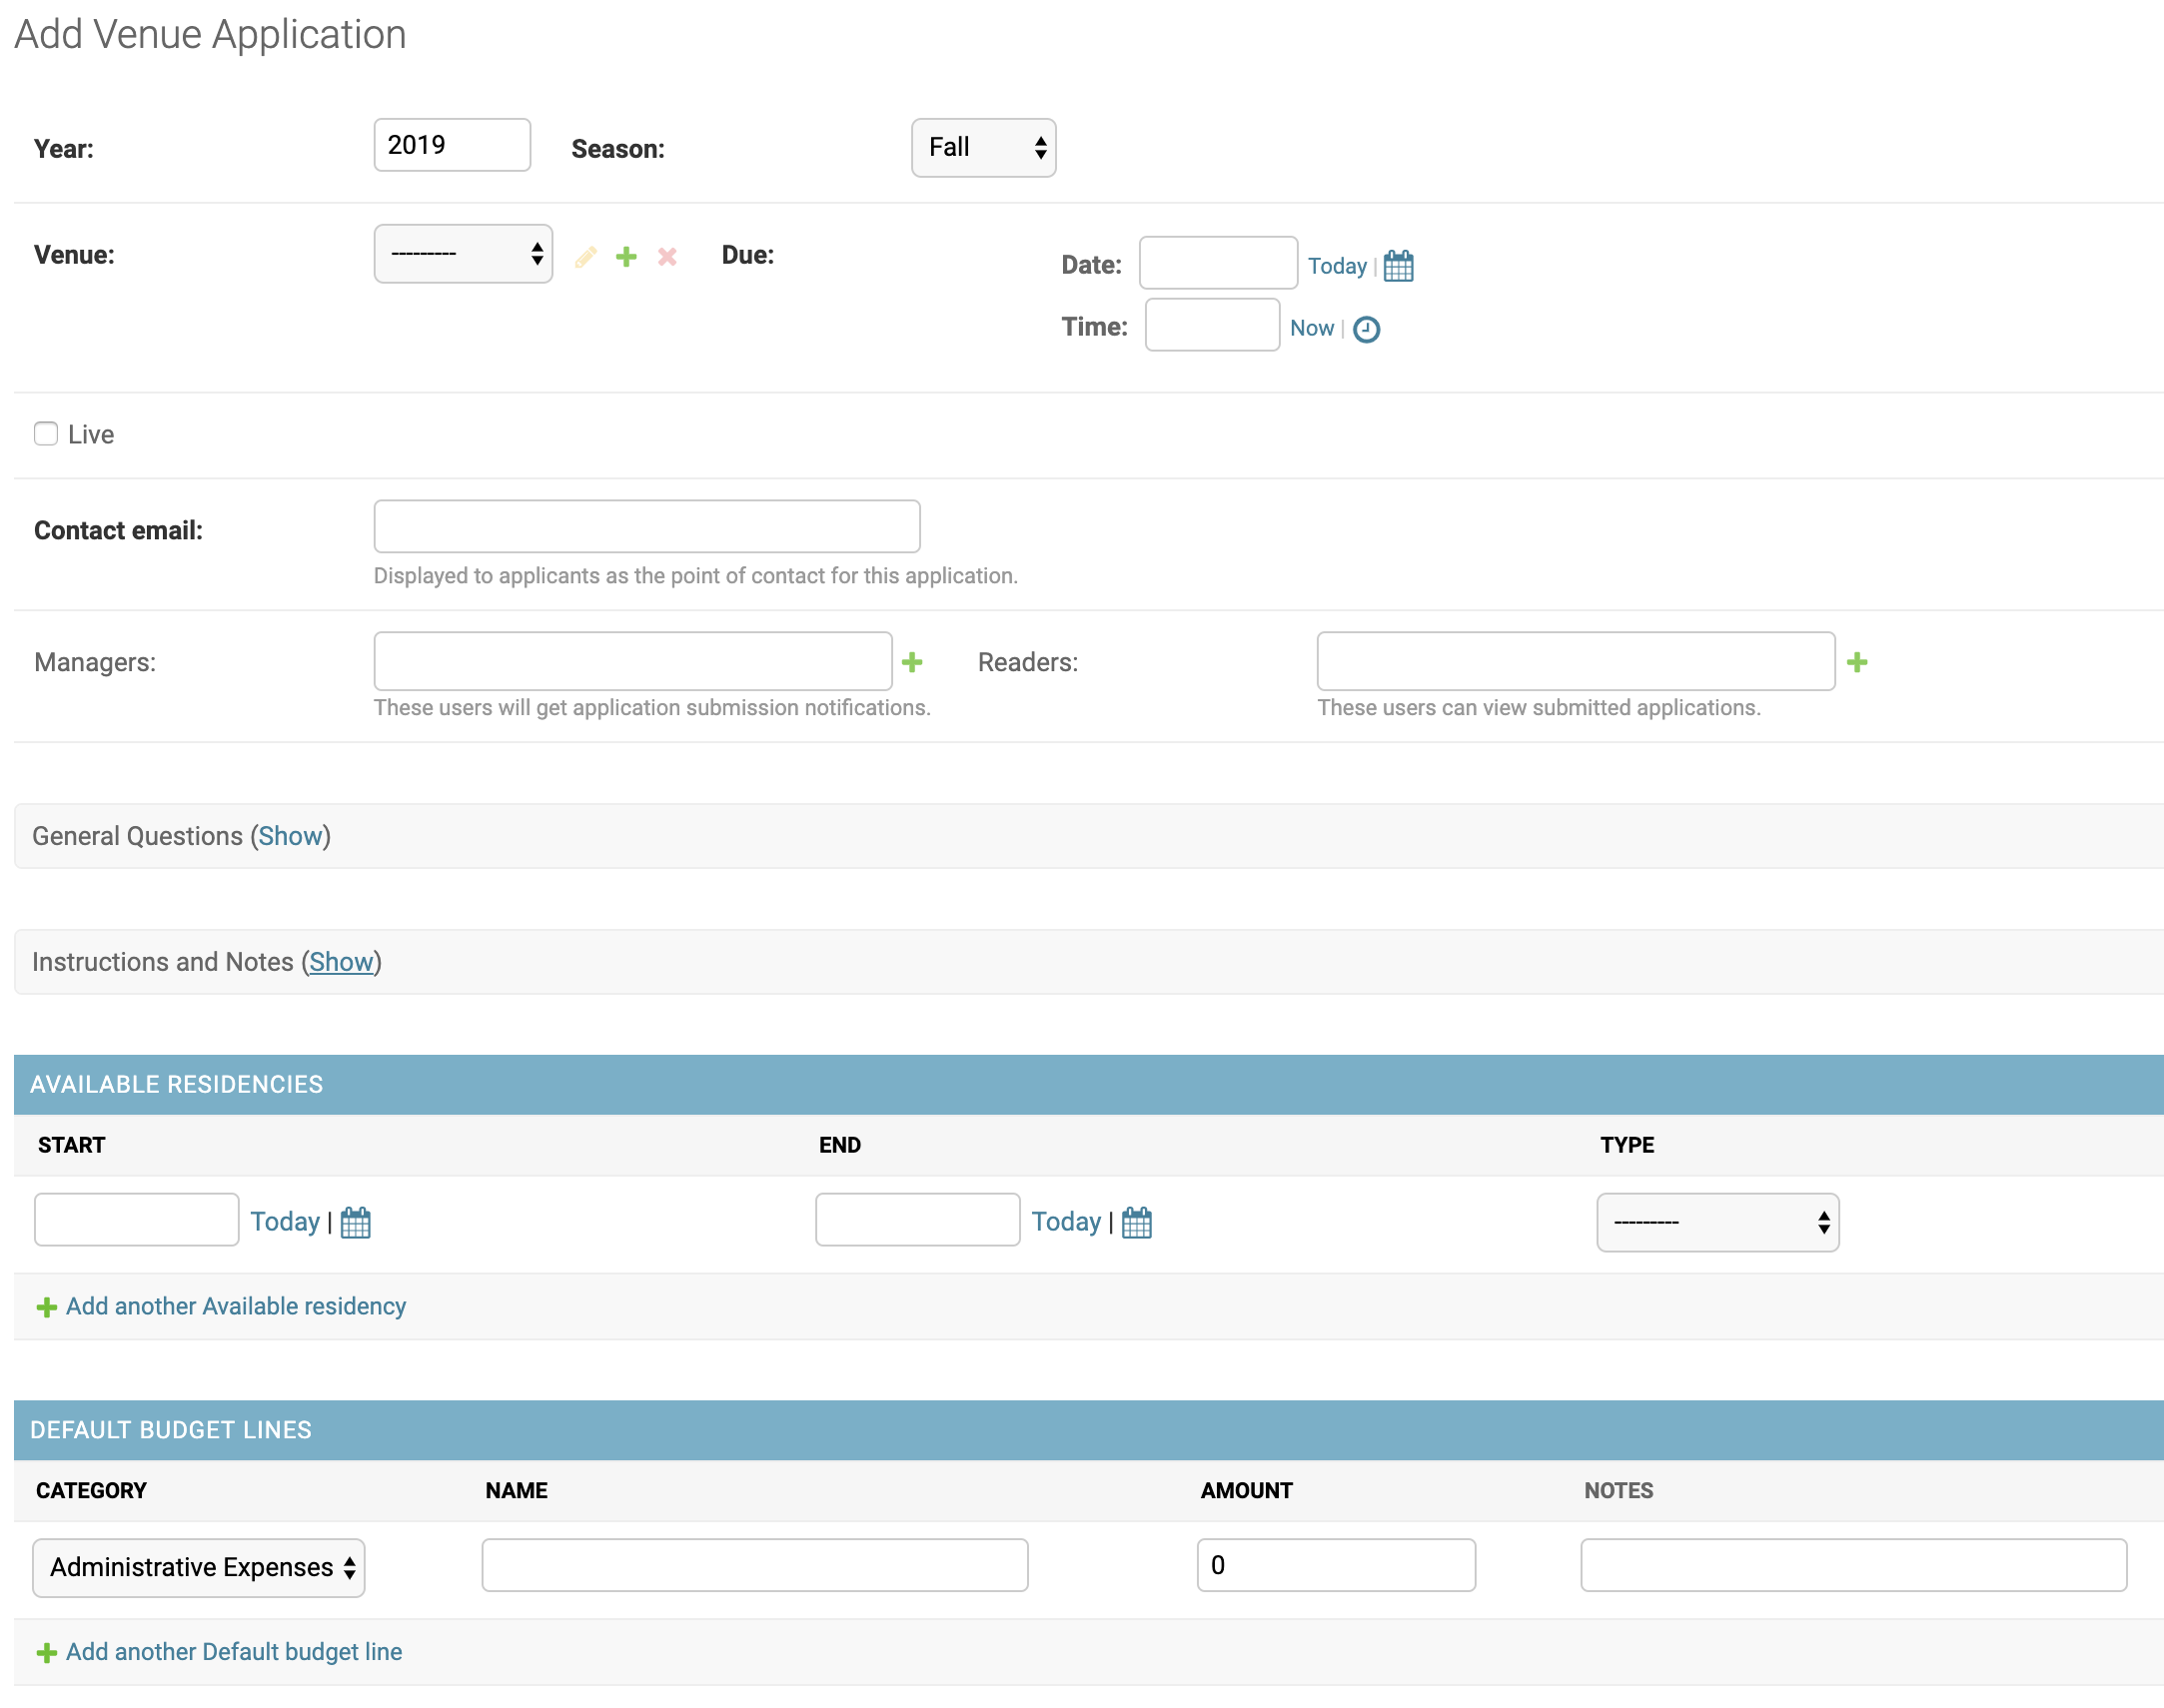 Add Venue Application
Year: 2019 Season: Fall
Venue: --------- Due: Date: Today |
Time: Now |
Live
Contact email:
Displayed to applicants as the point of contact for this application.
Managers: Readers:
These users will get application submission notifications. These users can view submitted applications.
General Questions (Show)
Instructions and Notes (Show)
AVAILABLE RESIDENCIES
START END TYPE
Today | Today | ---------
Add another Available residency
DEFAULT BUDGET LINES
CATEGORY NAME AMOUNT NOTES
Administrative Expenses 0
Add another Default budget line